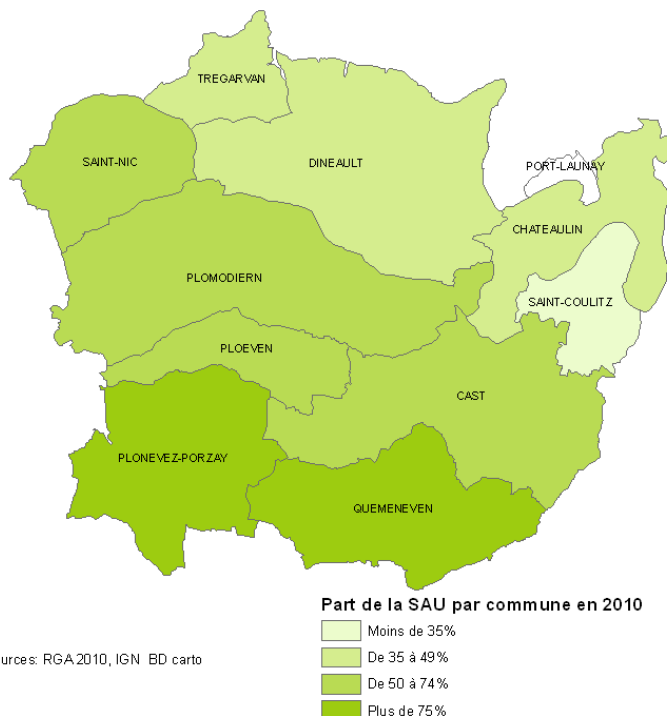 TREGARVAN
SAINT-NIC
DINEAULT
PORT-LAUNAY
CHATEAULIN
PLOMODIERN
SAINT-COULITZ
PLOEVEN
CAST
PLONEVEZ-PORZAY
QUEMENEVEN
Part de la SAU par commune en 2010
Moins de 35%
De 35 à 49%
De 50 à 74%
Plus de 75%
urces: RGA 2010, IGN BD carto